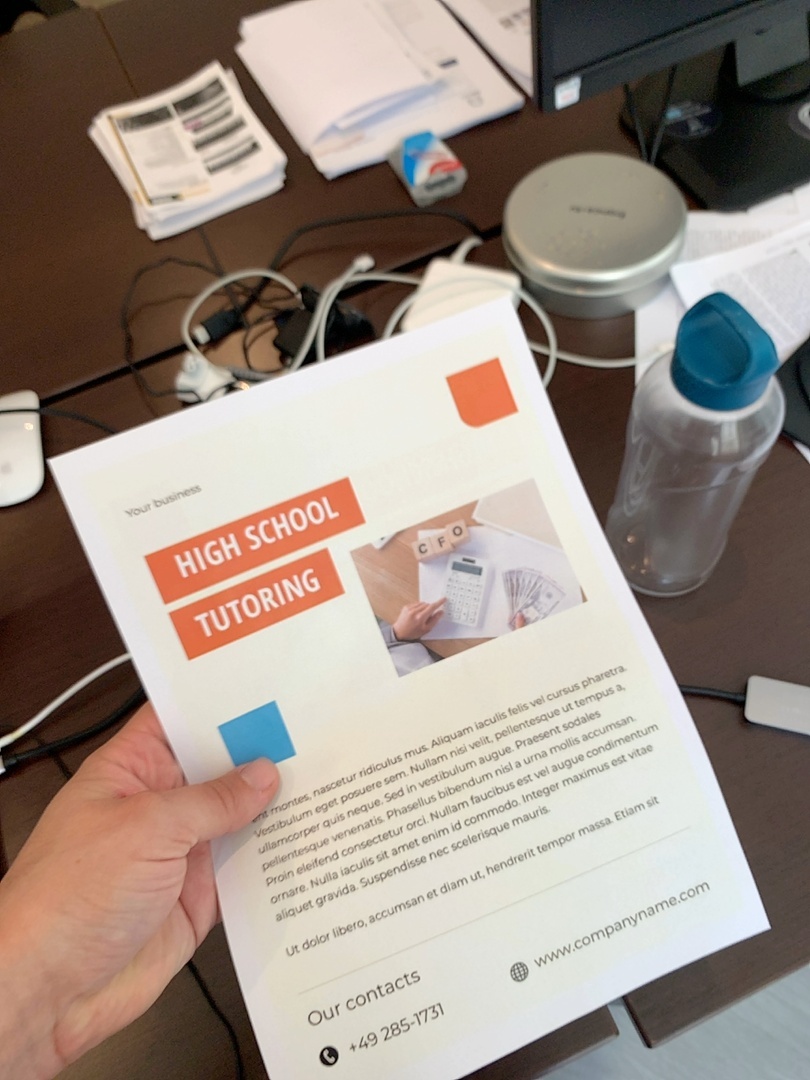 Your business
HIGH SCHOOL
TUTORING
CFO
montes, nascetur ridiculus mus. Aliquam iaculis felis vel cursus pharetra.
Vestibulum eget posuere sem. Nullam nisi velit, pellentesque ut tempus a,
ullamcorper quis neque. Sed in vestibulum augue. Praesent sodales
pellentesque venenatis. Phasellus bibendum nisl a urna mollis accumsan.
Proin eleifend consectetur orci. Nullam faucibus est vel augue condimentum
ornare. Nulla iaculis sit amet enim id commodo. Integer maximus est vitae
aliquet gravida. Suspendisse nec scelerisque mauris.
Ut dolor libero, accumsan et diam ut, hendrerit tempor massa. Etiam sit
Our contacts
+49 285-1731
www.companyname.com